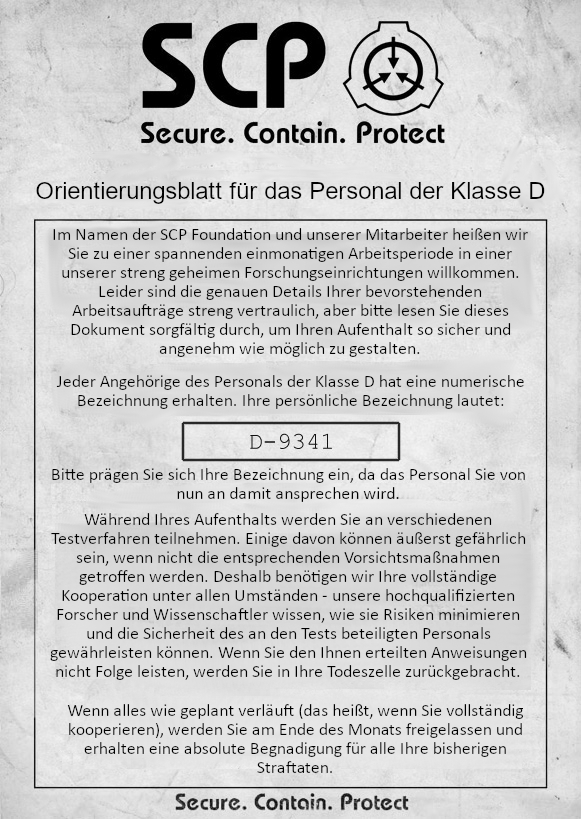 SCP
Secure. Contain. Protect
Orientierungsblatt für das Personal der Klasse D
Im Namen der SCP Foundation und unserer Mitarbeiter heißen wir
Sie zu einer spannenden einmonatigen Arbeitsperiode in einer
unserer streng geheimen Forschungseinrichtungen willkommen.
Leider sind die genauen Details Ihrer bevorstehenden
Arbeitsaufträge streng vertraulich, aber bitte lesen Sie dieses
Dokument sorgfältig durch, um Ihren Aufenthalt so sicher und
angenehm wie möglich zu gestalten.
Jeder Angehörige des Personals der Klasse D hat eine numerische
Bezeichnung erhalten. Ihre persönliche Bezeichnung lautet:
D-9341
Bitte prägen Sie sich Ihre Bezeichnung ein, da das Personal Sie von
nun an damit ansprechen wird.
Während Ihres Aufenthalts werden Sie an verschiedenen
Testverfahren teilnehmen. Einige davon können äußerst gefährlich
sein, wenn nicht die entsprechenden Vorsichtsmaßnahmen
getroffen werden. Deshalb benötigen wir Ihre vollständige
Kooperation unter allen Umständen - unsere hochqualifizierten
Forscher und Wissenschaftler wissen, wie sie Risiken minimieren
und die Sicherheit des an den Tests beteiligten Personals
gewährleisten können. Wenn Sie den Ihnen erteilten Anweisungen
nicht Folge leisten, werden Sie in Ihre Todeszelle zurückgebracht.
Wenn alles wie geplant verläuft (das heißt, wenn Sie vollständig
kooperieren), werden Sie am Ende des Monats freigelassen und
erhalten eine absolute Begnadigung für alle Ihre bisherigen
Straftaten.
Secure. Contain. Protect